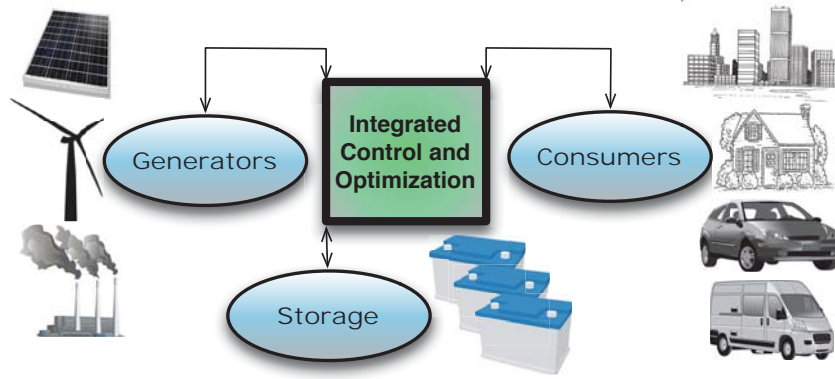 Generators
Integrated
Control and
Optimization
Consumers
Storage